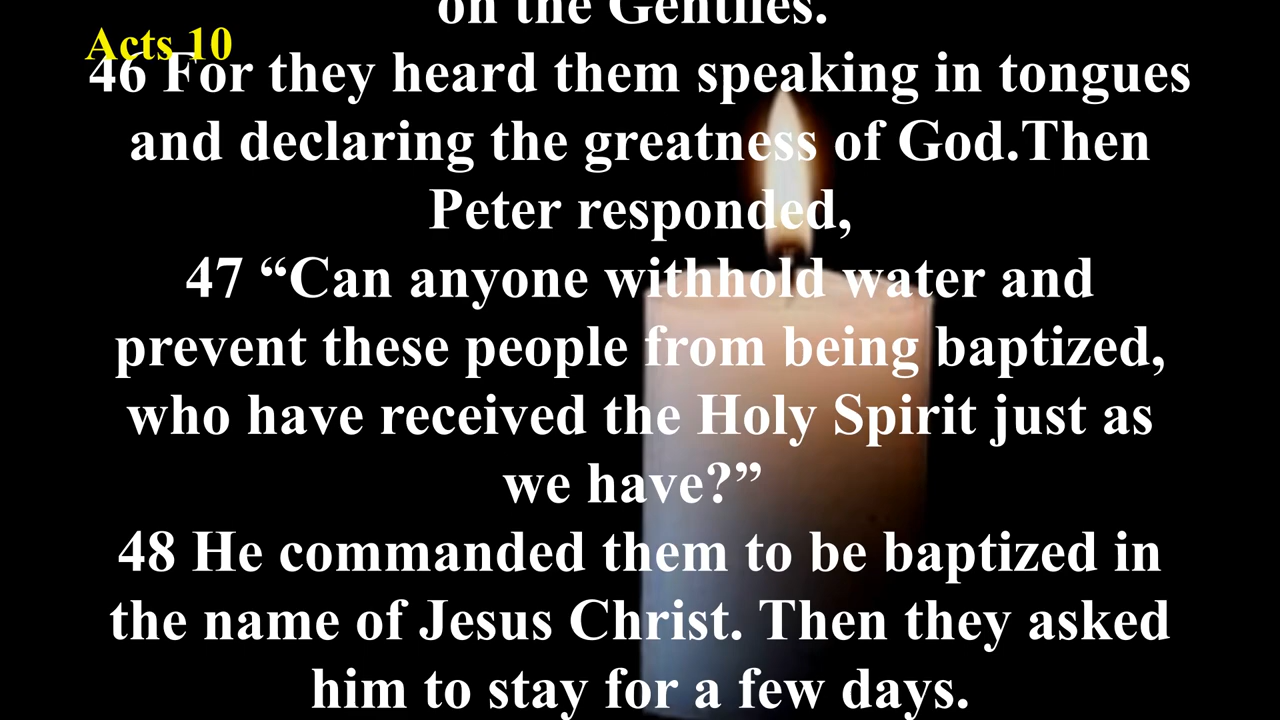 on the Gentiles.
Acts 10
46 For they heard them speaking in tongues
and declaring the greatness of God.Then
Peter responded,
47 “Can anyone withhold water and
prevent these people from being baptized,
who have received the Holy Spirit just as
we have?”
48 He commanded them to be baptized in
the name of Jesus Christ. Then they asked
him to stay for a few days.